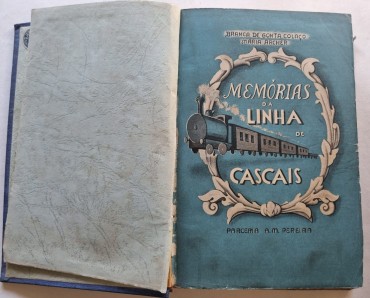 BRANCA DE GONTA COLAÇO
MARIA ARCHER
MEMÓRIAS
DA
LINHA
DE
CASCAIS
PARCERIA A.M. PEREIRA